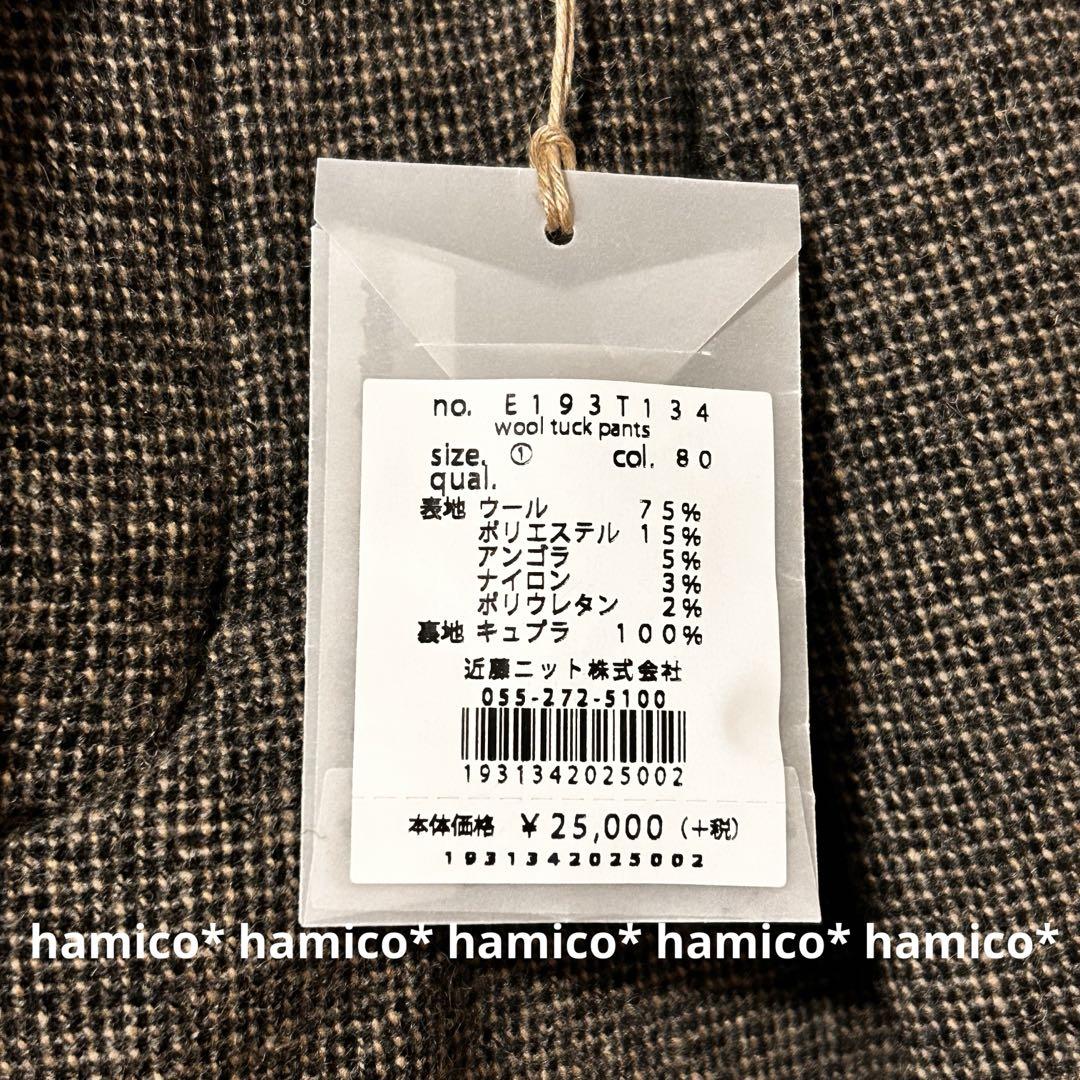 no. E193T134
wool tuck pants
size. ① col. 80
qual.
表地 ウール 75%
ポリエステル 15%
アンゴラ 5%
ナイロン 3%
ポリウレタン 2%
裏地 キュプラ 100%
近藤ニット株式会社
055-272-5100
1931342025002
本体価格 ¥25,000 (+税)
1931342025002
hamico* hamico* hamico* hamico* hamico*